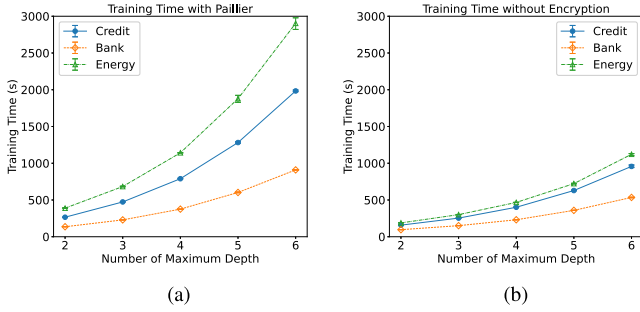 Training Time with Paillier
3000
2500
2000
1500
1000
500
0
Training Time (s)
Credit
Bank
Energy
2 3 4 5 6
Number of Maximum Depth
(a)
Training Time without Encryption
3000
2500
2000
1500
1000
500
0
Training Time (s)
Credit
Bank
Energy
2 3 4 5 6
Number of Maximum Depth
(b)